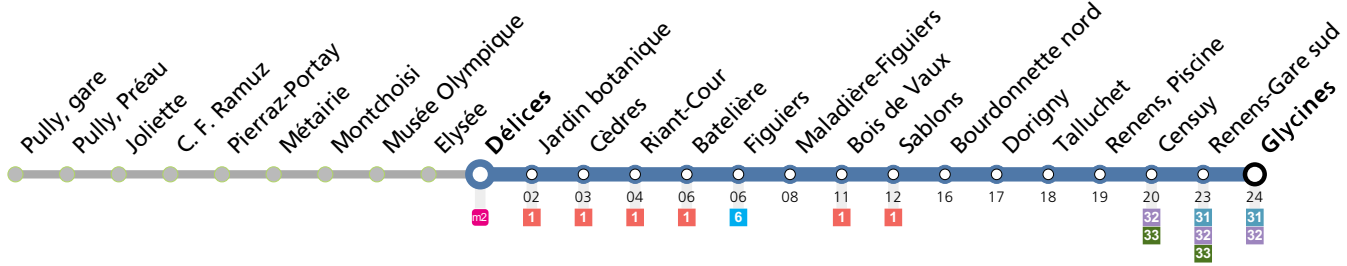 Pully, gare
Pully, Préau
Joliette
C. F. Ramuz
Pierraz-Portay
Métairie
Montchoisi
Musée Olympique
Elysée
Délices
Jardin botanique
Cèdres
Riant-Cour
Batelière
Figuiers
Maladière-Figuiers
Bois de Vaux
Sablons
Bourdonnette nord
Dorigny
Talluchet
Renens, Piscine
Censuy
Renens-Gare sud
Glycines
02 03 04 06 06 08 11 12 16 17 18 19 20 23 24
m2 1 1 1 1 6 1 1 32 31 31
33 32 32
33